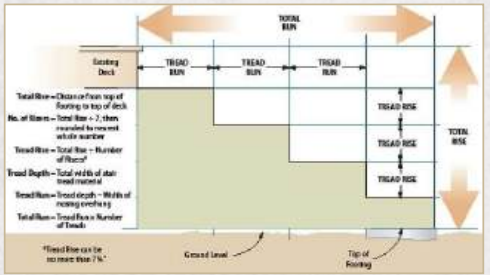 TOTAL
RUN
Existing
Deck
TREAD
RUN
TREAD
RUN
TREAD
RUN
Total Rise = Distance from top of
footing to top of deck
No. of Risers = Total Rise ÷ 7, then
rounded to nearest
whole number
Tread Rise = Total Rise ÷ Number
of Risers*
Tread Depth = Total width of stair
tread material
Tread Run = Tread depth – Width of
nosing overhang
Total Run = Tread Run x Number
of Treads
TREAD RISE
TREAD RISE
TREAD RISE
TOTAL
RISE
*Tread Rise can be
no more than 7¾"
Ground Level
Top of
Footing